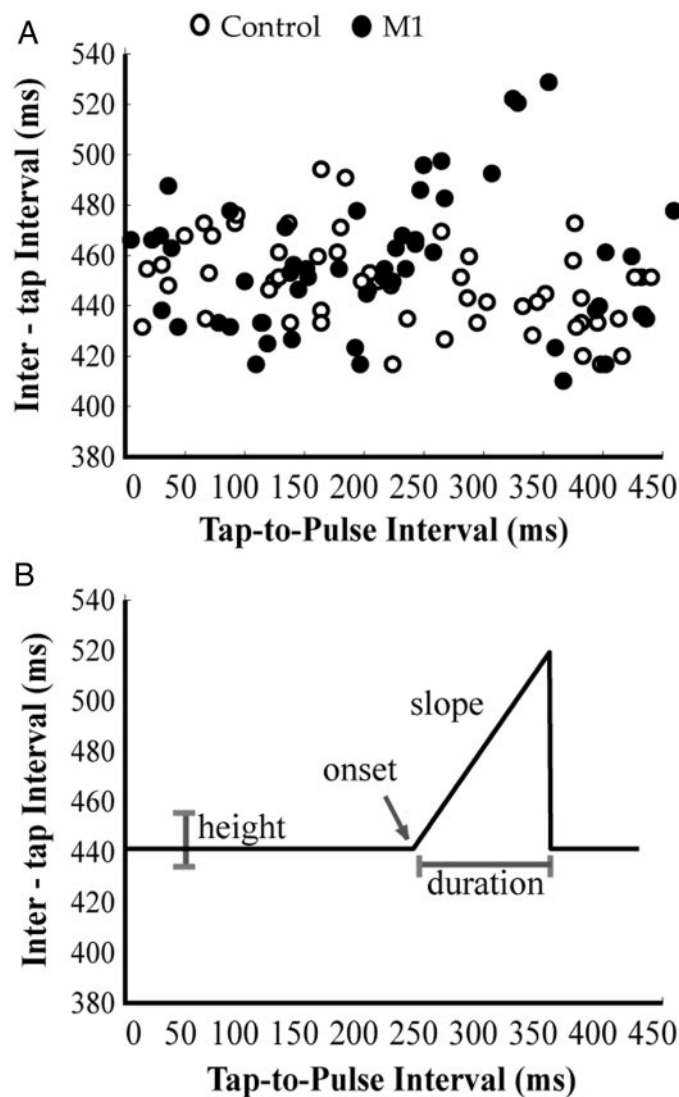 A
Control M1
Inter - tap Interval (ms)
540
520
500
480
460
440
420
400
380
0 50 100 150 200 250 300 350 400 450
Tap-to-Pulse Interval (ms)
B
Inter - tap Interval (ms)
540
520
500
480
460
440
420
400
380
slope
onset
height
duration
0 50 100 150 200 250 300 350 400 450
Tap-to-Pulse Interval (ms)